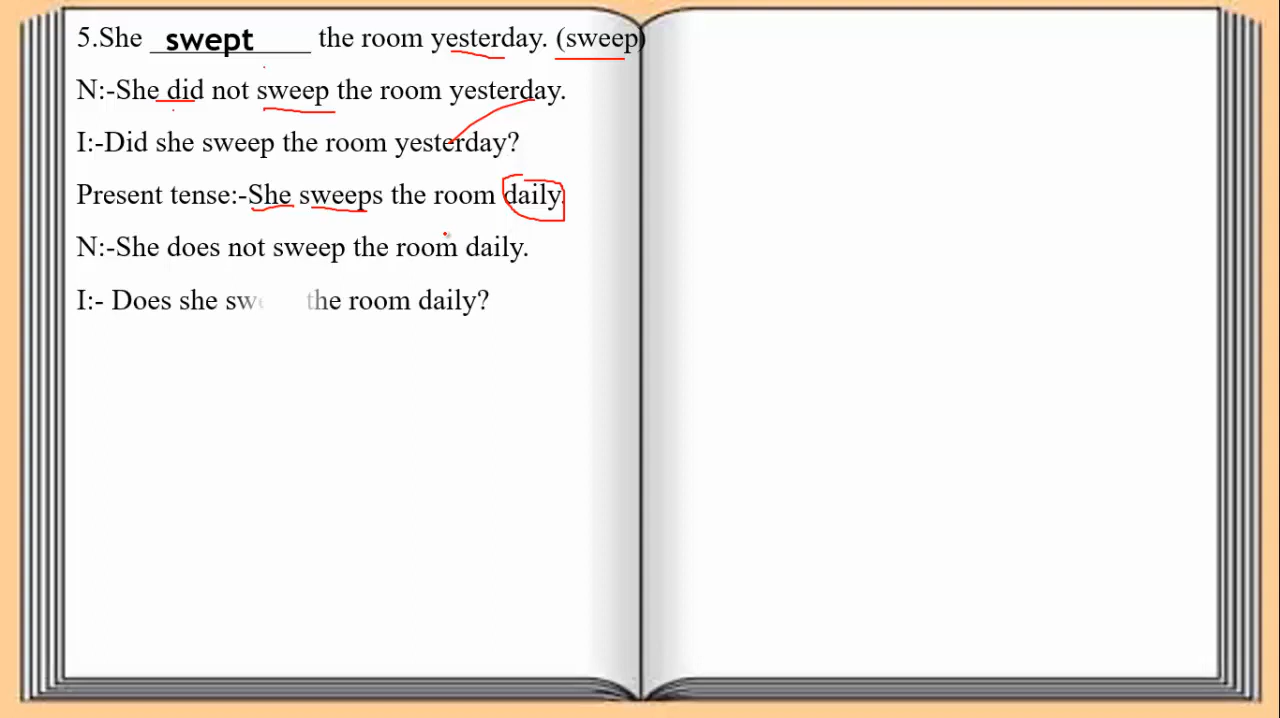 5.She swept the room yesterday. (sweep)
N:-She did not sweep the room yesterday.
I:-Did she sweep the room yesterday?
Present tense:-She sweeps the room daily.
N:-She does not sweep the room daily.
I:- Does she the room daily?